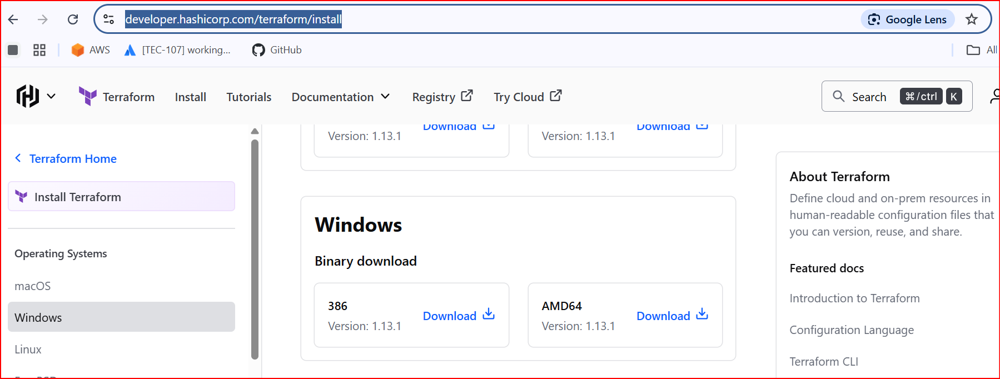 developer.hashicorp.com/terraform/install
Google Lens
AWS
[TEC-107] working...
GitHub
All
Terraform
Install
Tutorials
Documentation
Registry
Try Cloud
Search
⌘/ctrl
K
Terraform Home
Install Terraform
Operating Systems
macOS
Windows
Linux
Version: 1.13.1
Download
Version: 1.13.1
Download
Windows
Binary download
386
Version: 1.13.1
Download
AMD64
Version: 1.13.1
Download
About Terraform
Define cloud and on-prem resources in
human-readable configuration files that
you can version, reuse, and share.
Featured docs
Introduction to Terraform
Configuration Language
Terraform CLI